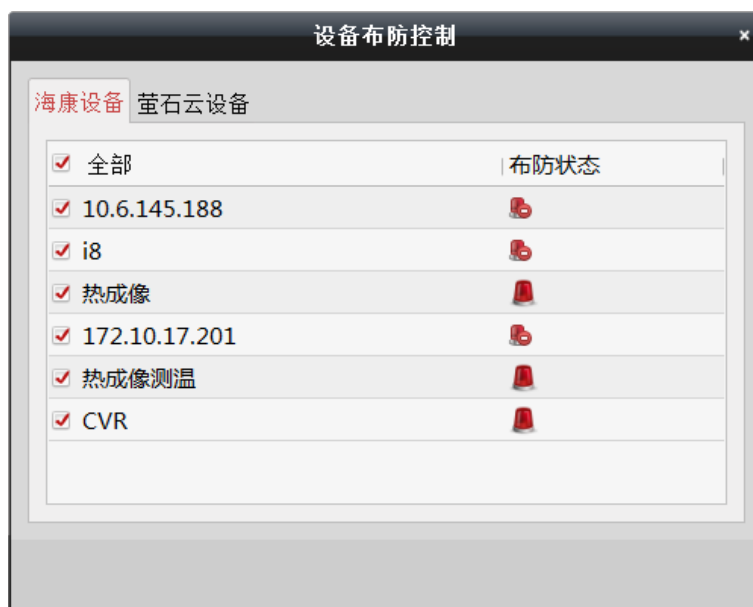 设备布防控制
海康设备 萤石云设备
全部 布防状态
10.6.145.188
i8
热成像
172.10.17.201
热成像测温
CVR